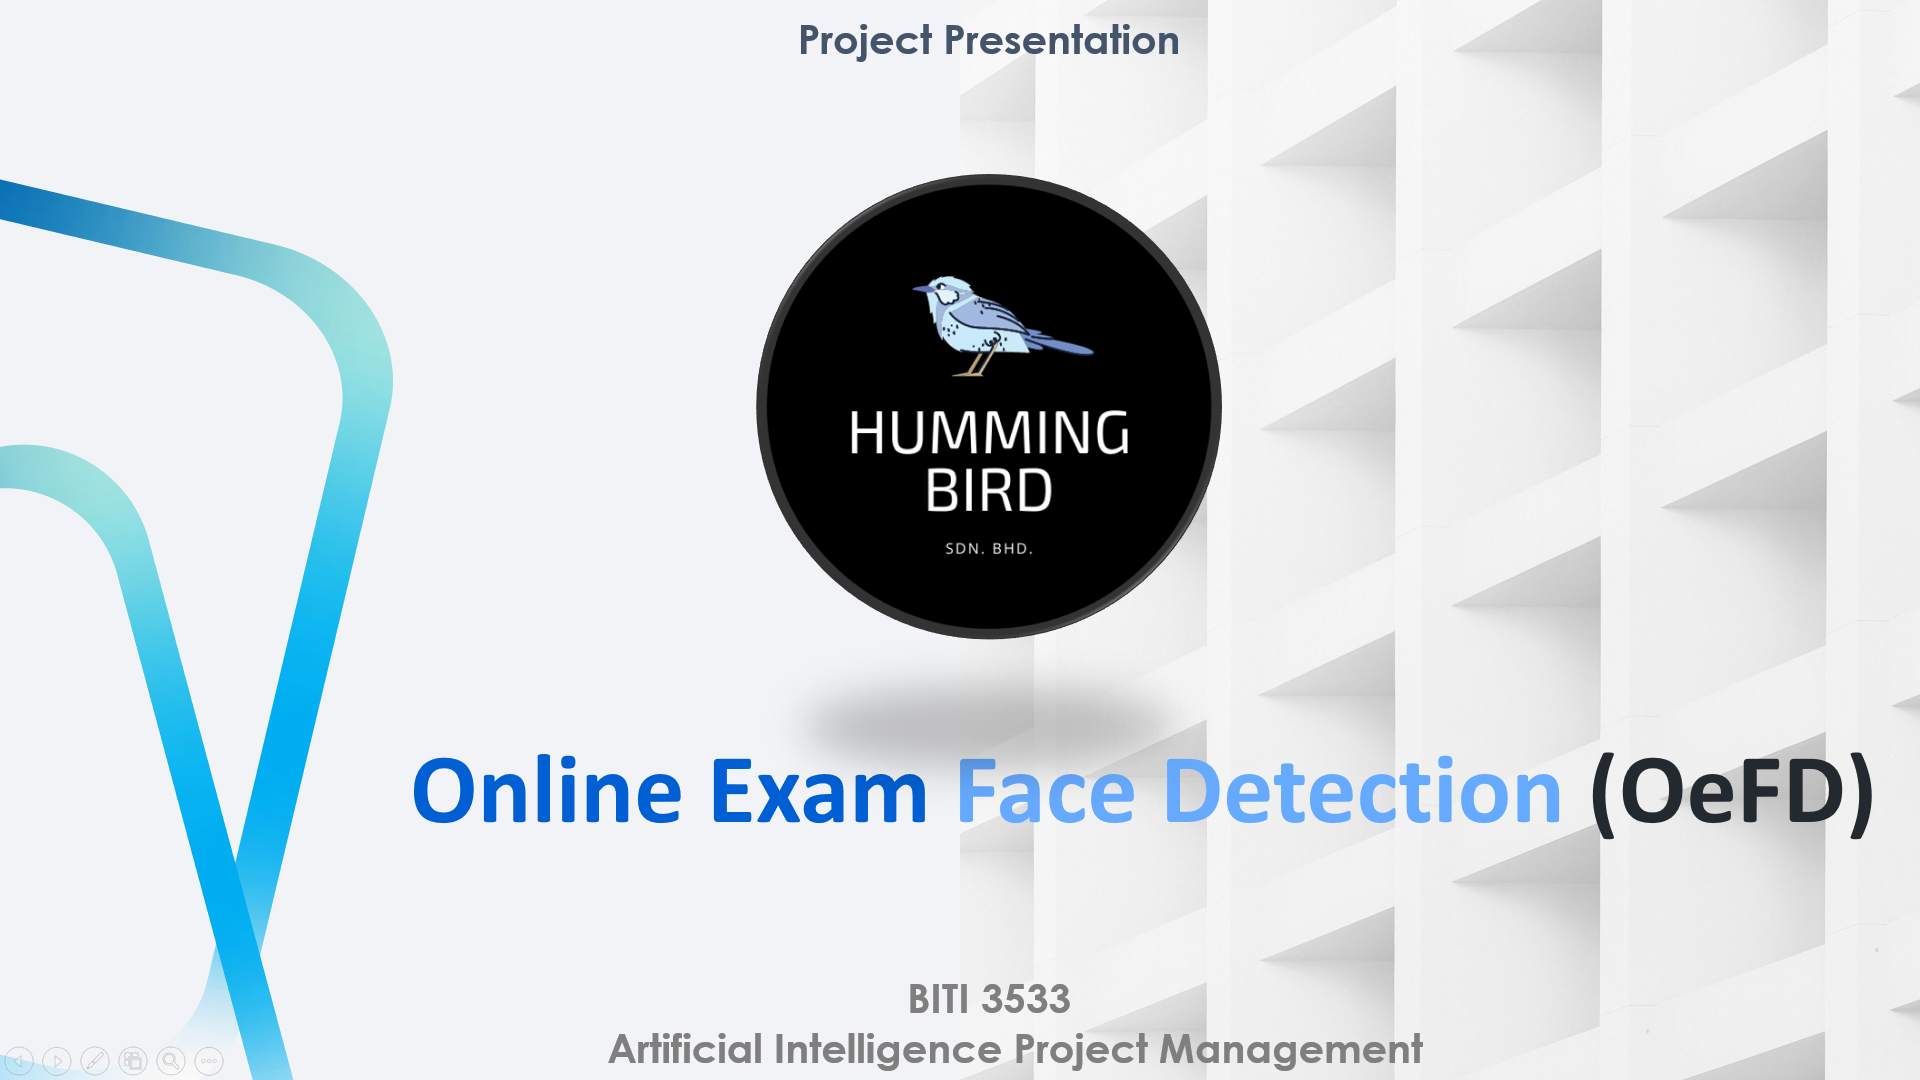 Project Presentation
HUMMING
BIRD
SDN. BHD.
Online Exam Face Detection (OeFD)
BITI 3533
Artificial Intelligence Project Management